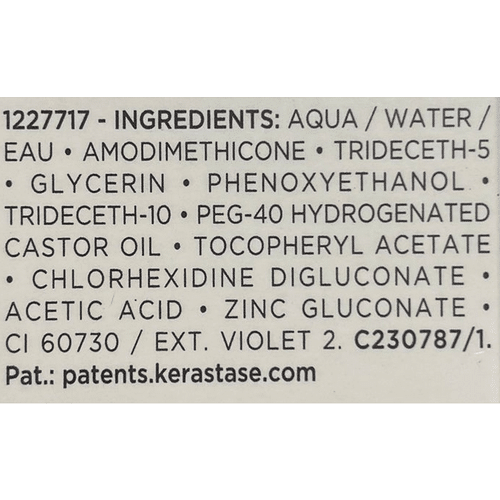 1227717 - INGREDIENTS: AQUA / WATER /
EAU • AMODIMETHICONE • TRIDECETH-5
• GLYCERIN • PHENOXYETHANOL •
TRIDECETH-10 • PEG-40 HYDROGENATED
CASTOR OIL • TOCOPHERYL ACETATE
• CHLORHEXIDINE DIGLUCONATE •
ACETIC ACID • ZINC GLUCONATE •
CI 60730 / EXT. VIOLET 2. C230787/1.
Pat.: patents.kerastase.com